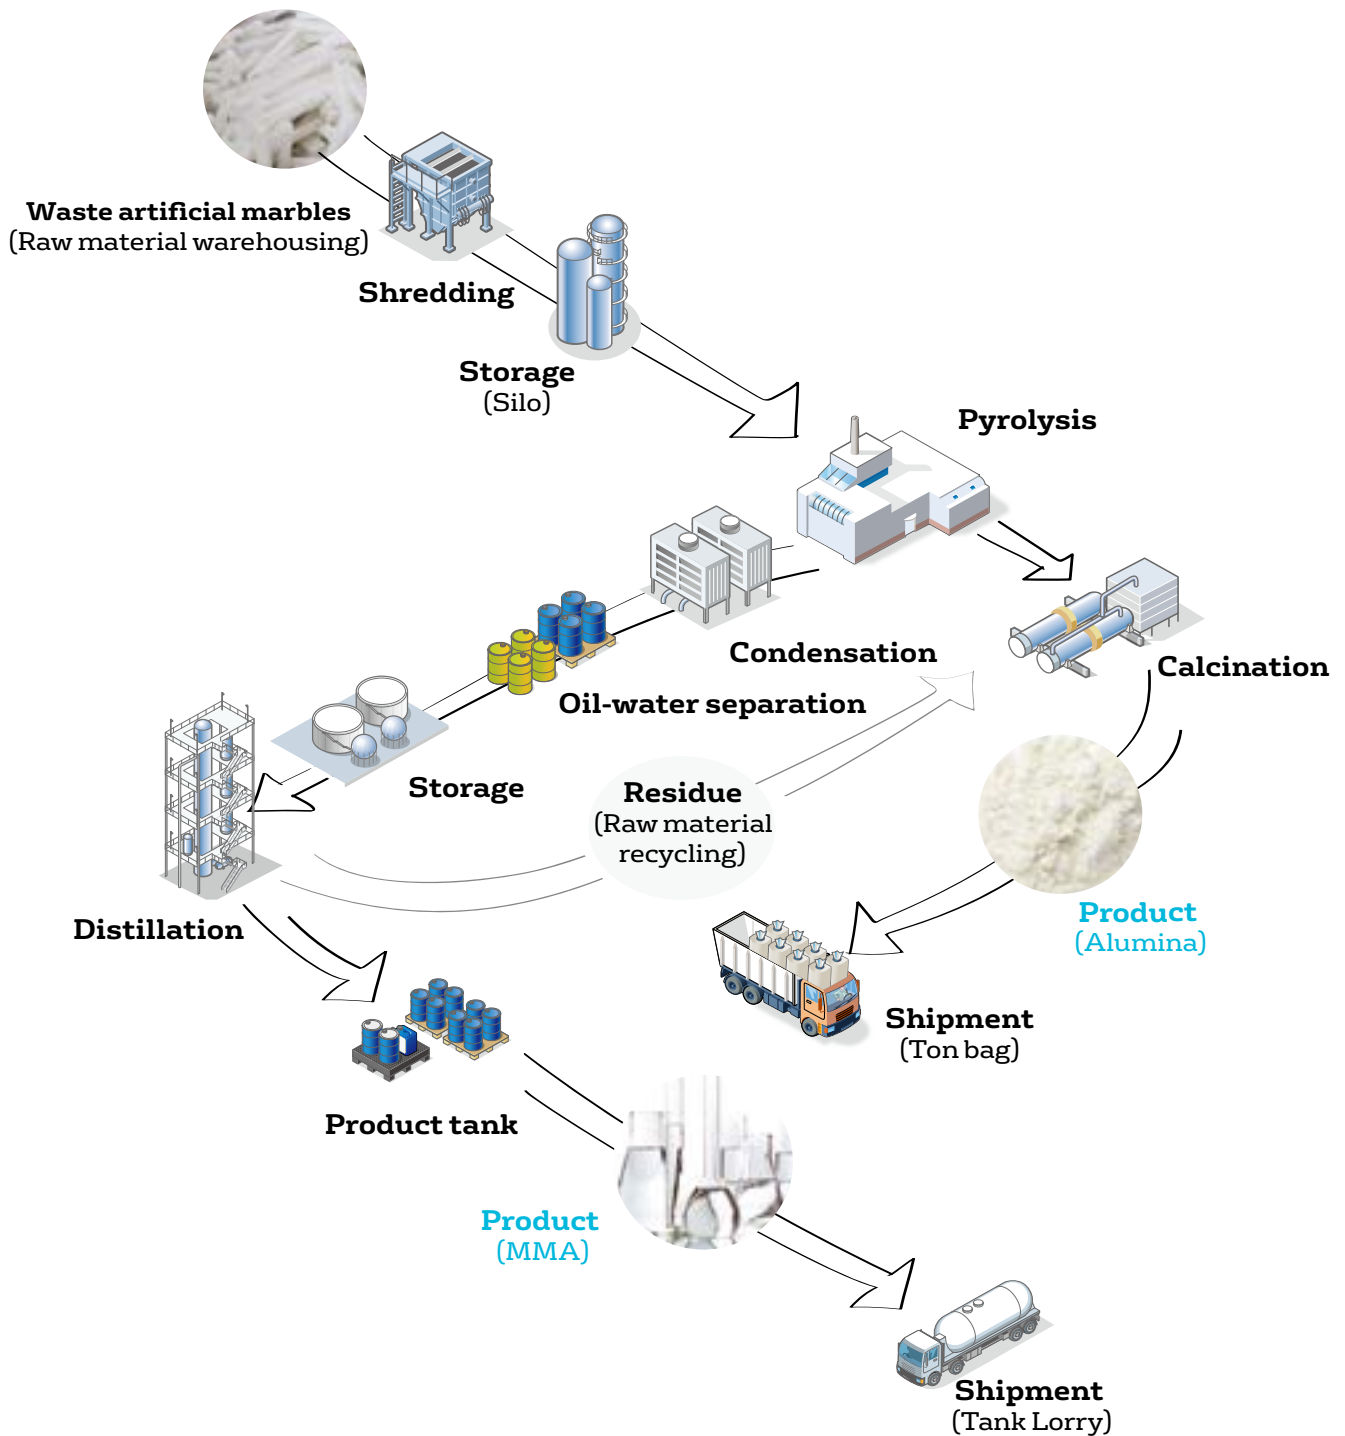 Waste artificial marbles
(Raw material warehousing)
Shredding
Storage
(Silo)
Pyrolysis
Condensation
Calcination
Oil-water separation
Storage
Residue
(Raw material
recycling)
Distillation
Product
(Alumina)
Shipment
(Ton bag)
Product tank
Product
(MMA)
Shipment
(Tank Lorry)